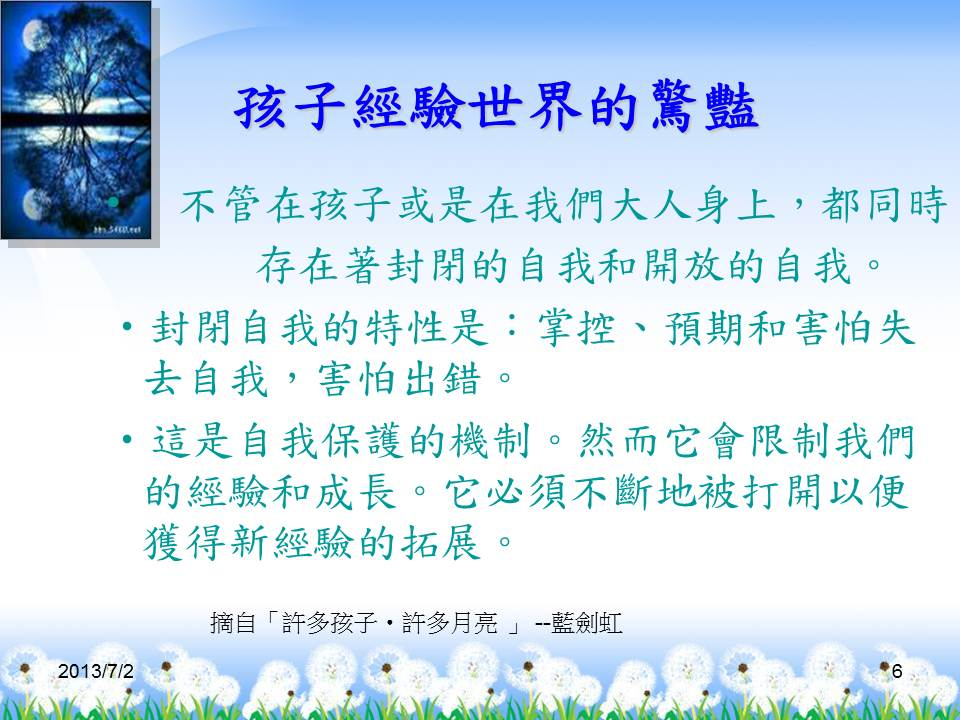 孩子經驗世界的驚豔
• 不管在孩子或是在我們大人身上，都同時
存在著封閉的自我和開放的自我。
•封閉自我的特性是：掌控、預期和害怕失
去自我，害怕出錯。
•這是自我保護的機制。然而它會限制我們
的經驗和成長。它必須不斷地被打開以便
獲得新經驗的拓展。
摘自「許多孩子‧許多月亮 」 --藍劍虹
2013/7/2
6